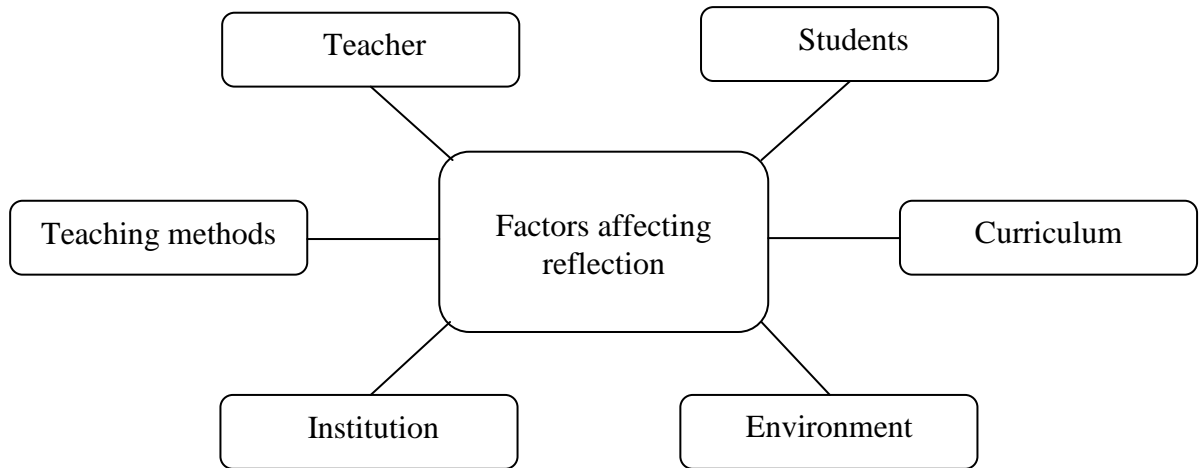 Teacher
Students
Teaching methods
Factors affecting
reflection
Curriculum
Institution
Environment